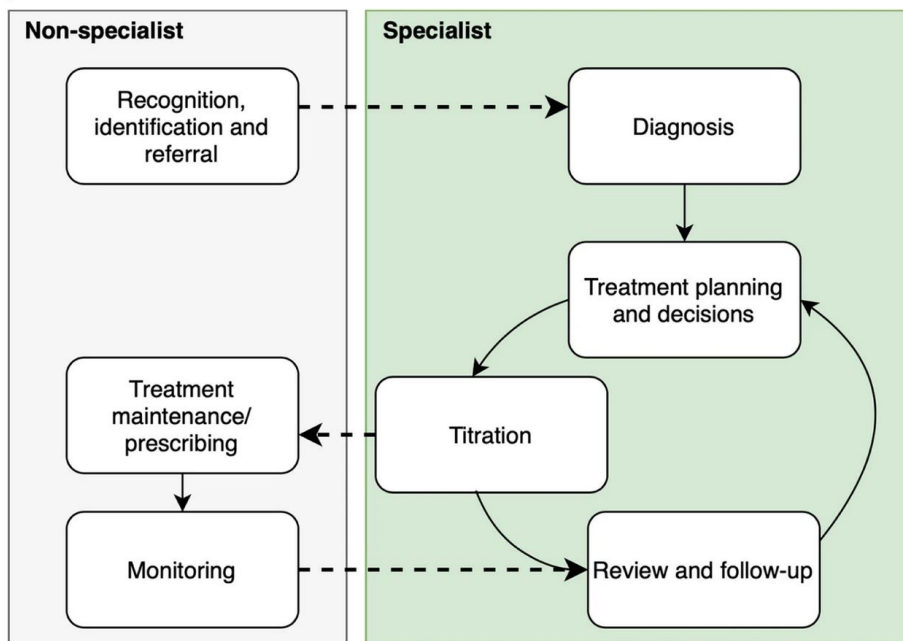 Non-specialist
Specialist
Recognition,
identification and
referral
Diagnosis
Treatment planning
and decisions
Treatment
maintenance/
prescribing
Titration
Monitoring
Review and follow-up